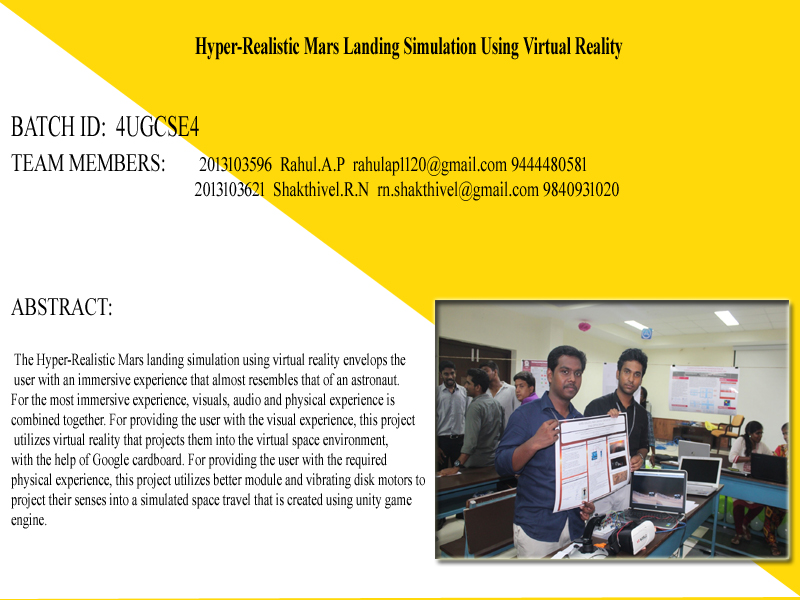 Hyper-Realistic Mars Landing Simulation Using Virtual Reality
BATCH ID: 4UGCSE4
TEAM MEMBERS: 2013103596 Rahul.A.P rahulap1120@gmail.com 9444480581
2013103621 Shakthivel.R.N rn.shakthivel@gmail.com 9840931020
ABSTRACT:
The Hyper-Realistic Mars landing simulation using virtual reality envelops the
user with an immersive experience that almost resembles that of an astronaut.
For the most immersive experience, visuals, audio and physical experience is
combined together. For providing the user with the visual experience, this project
utilizes virtual reality that projects them into the virtual space environment,
with the help of Google cardboard. For providing the user with the required
physical experience, this project utilizes better module and vibrating disk motors to
project their senses into a simulated space travel that is created using unity game
engine.